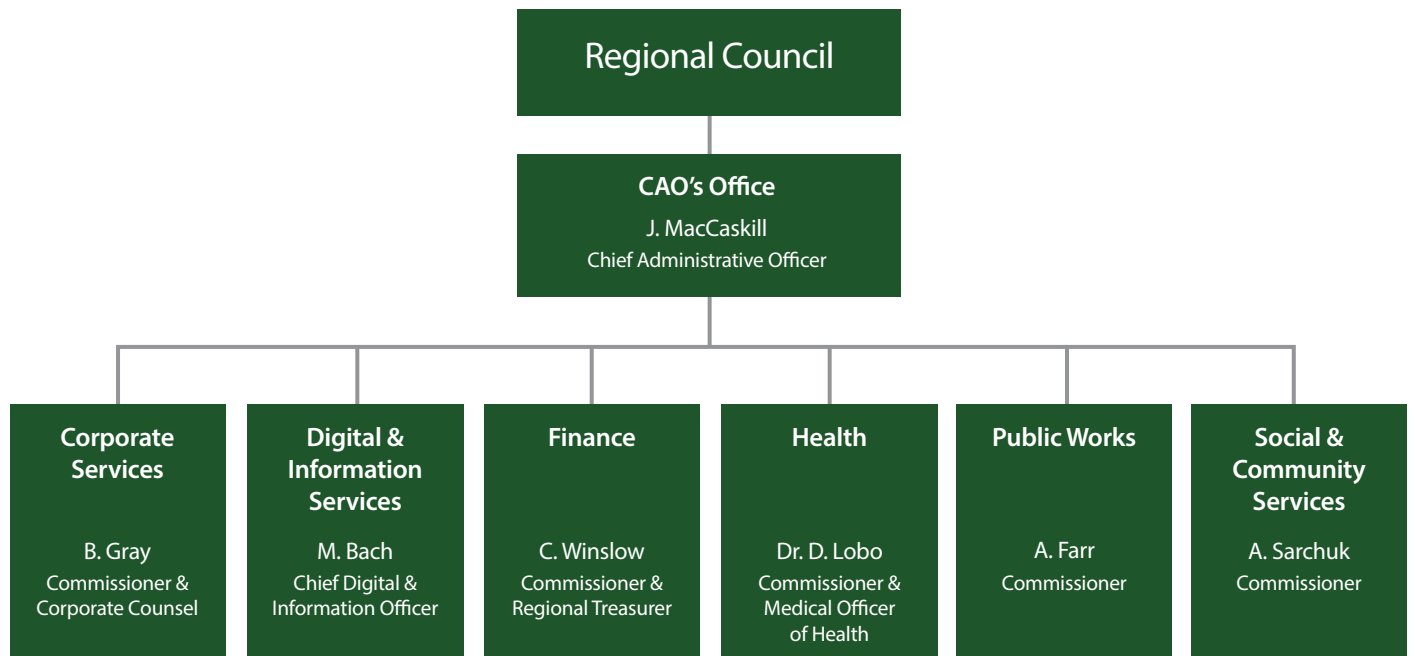 Regional Council
CAO’s Office
J. MacCaskill
Chief Administrative Officer
Corporate
Services
B. Gray
Commissioner &
Corporate Counsel
Digital &
Information
Services
M. Bach
Chief Digital &
Information Officer
Finance
C. Winslow
Commissioner &
Regional Treasurer
Health
Dr. D. Lobo
Commissioner &
Medical Officer
of Health
Public Works
A. Farr
Commissioner
Social &
Community
Services
A. Sarchuk
Commissioner